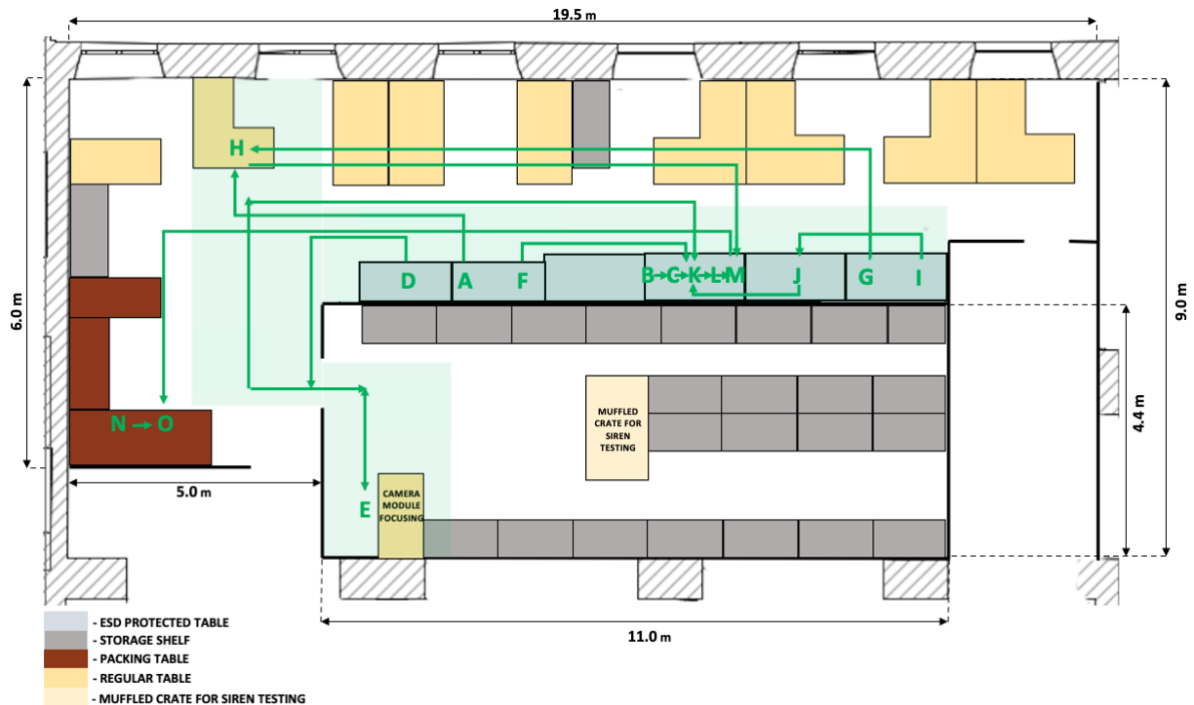 19.5 m
H
6.0 m
9.0 m
D
A
F
B→C→K→L→M
J
G
I
MUFFLED
CRATE FOR
SIREN
TESTING
4.4 m
N → O
5.0 m
E
CAMERA
MODULE
FOCUSING
11.0 m
- ESD PROTECTED TABLE
- STORAGE SHELF
- PACKING TABLE
- REGULAR TABLE
- MUFFLED CRATE FOR SIREN TESTING